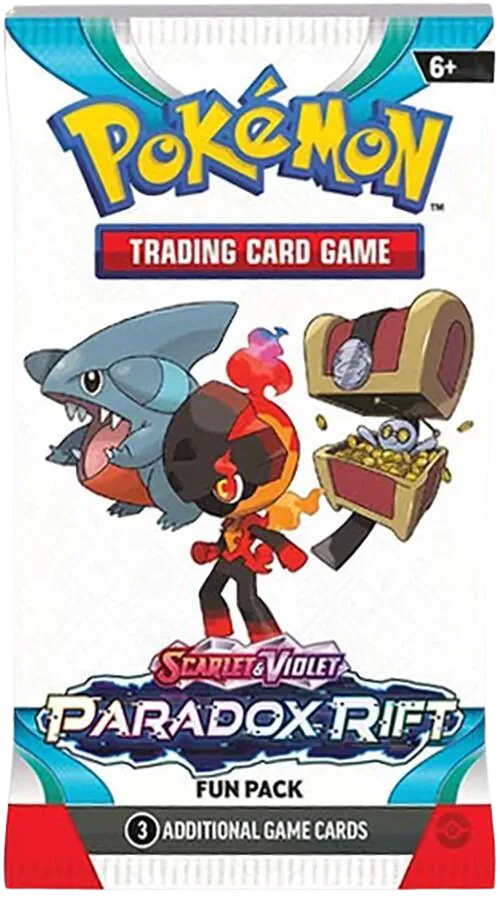 6+
POKéMON
™
TRADING CARD GAME
SCARLET & VIOLET
PARADOX RIFT
FUN PACK
3 ADDITIONAL GAME CARDS